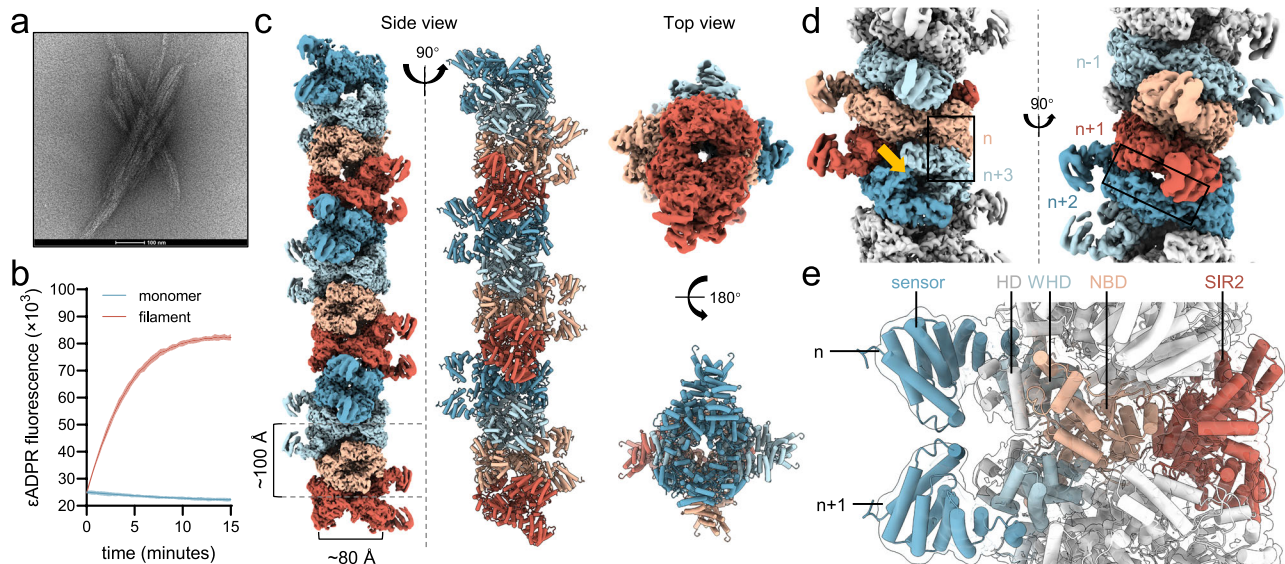 a
100 nm
b
εADPR fluorescence (×10³)
100
90
80
70
60
50
40
30
20
monomer
filament
0 5 10 15
time (minutes)
c
Side view
Top view
90°
180°
~100 Å
~80 Å
d
n-1
n
n+3
90°
n+1
n+2
e
sensor HD WHD NBD SIR2
n
n+1